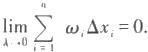 lim_{λ→0} ∑_{i=1}^{n} ω_i Δx_i = 0.